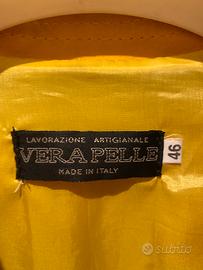 LAVORAZIONE ARTIGIANALE
VERA PELLE
MADE IN ITALY
46
subito